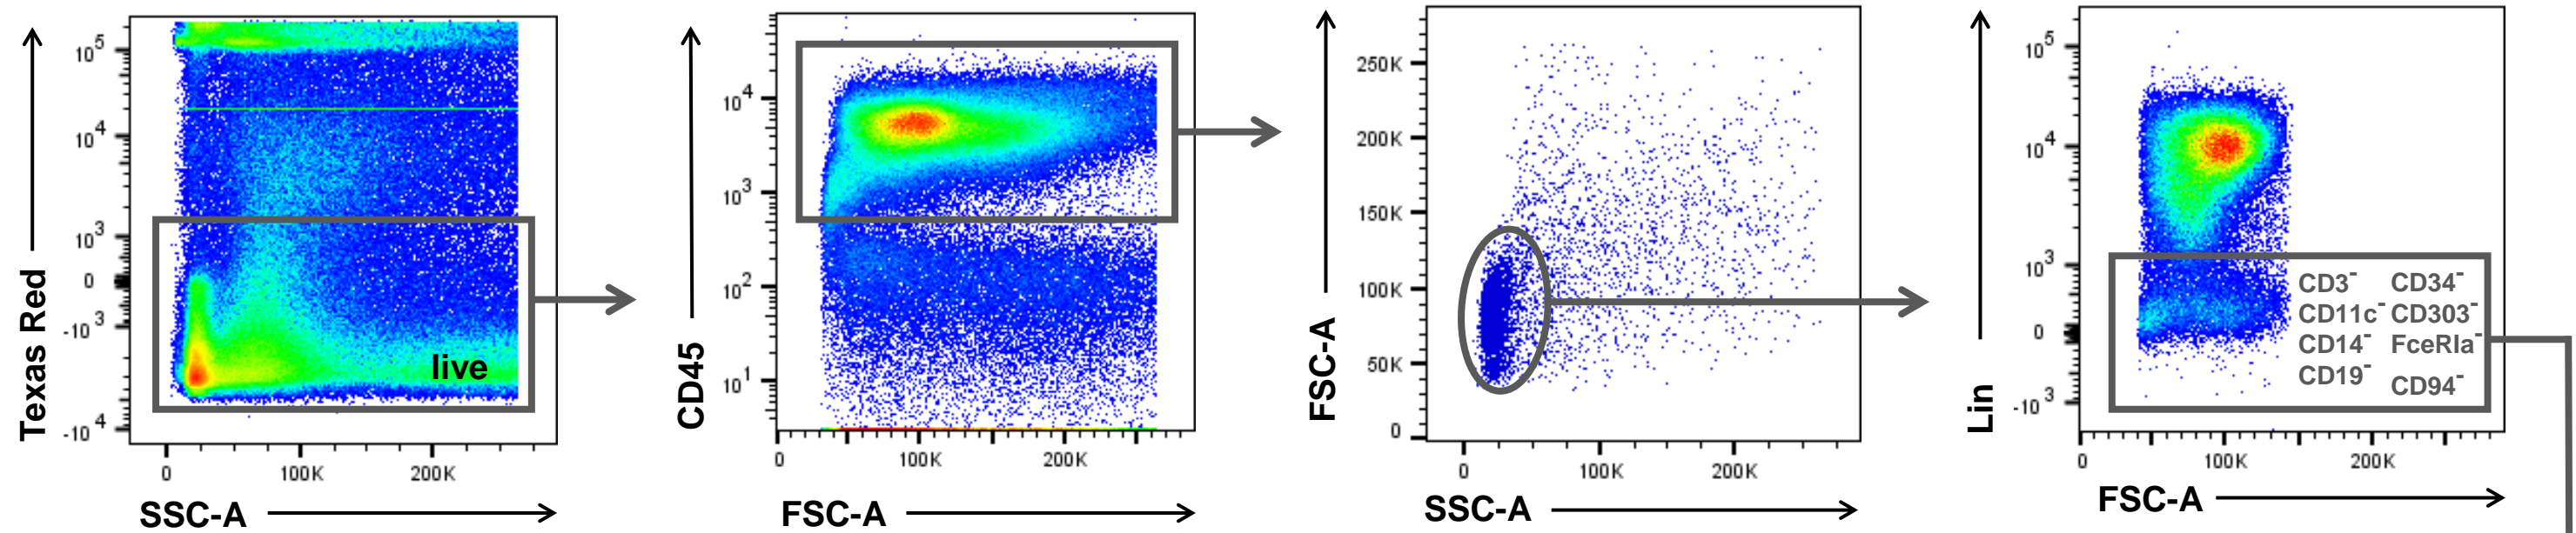 Texas Red
10^5
10^4
10^3
0
-10^3
-10^4
live
0 100K 200K
SSC-A
CD45
10^4
10^3
10^2
10^1
0 100K 200K
FSC-A
FSC-A
250K
200K
150K
100K
50K
0
0 100K 200K
SSC-A
Lin
10^5
10^4
10^3
0
-10^3
CD3^- CD34^-
CD11c^- CD303^-
CD14^- FceRIa^-
CD19^- CD94^-
0 100K 200K
FSC-A